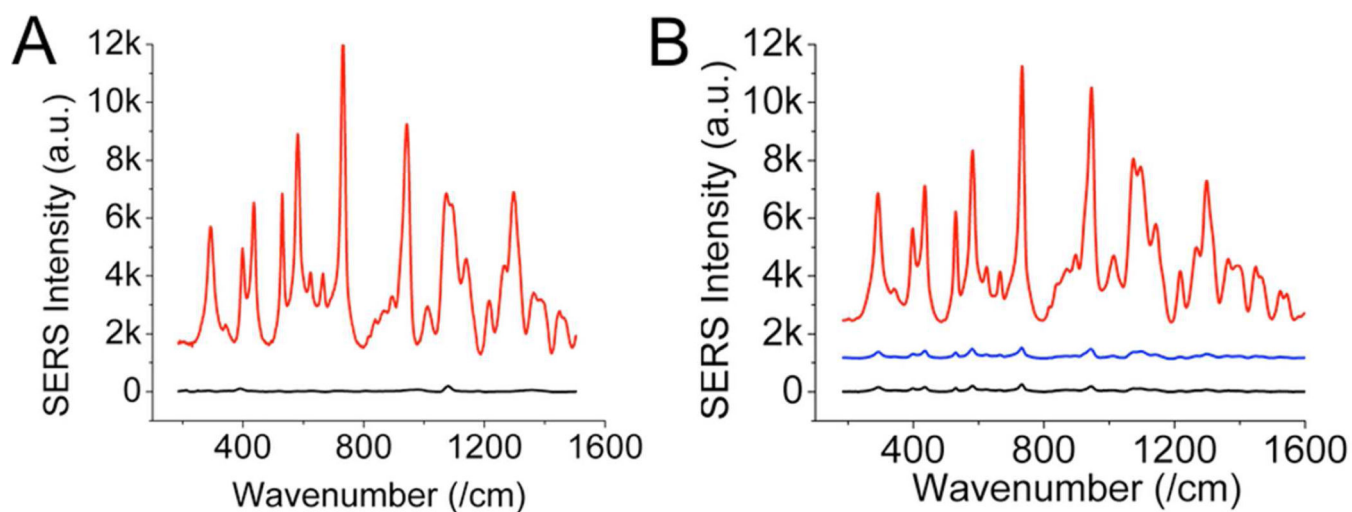 A
SERS Intensity (a.u.)
12k
10k
8k
6k
4k
2k
0
400 800 1200 1600
Wavenumber (/cm)
B
SERS Intensity (a.u.)
12k
10k
8k
6k
4k
2k
0
400 800 1200 1600
Wavenumber (/cm)